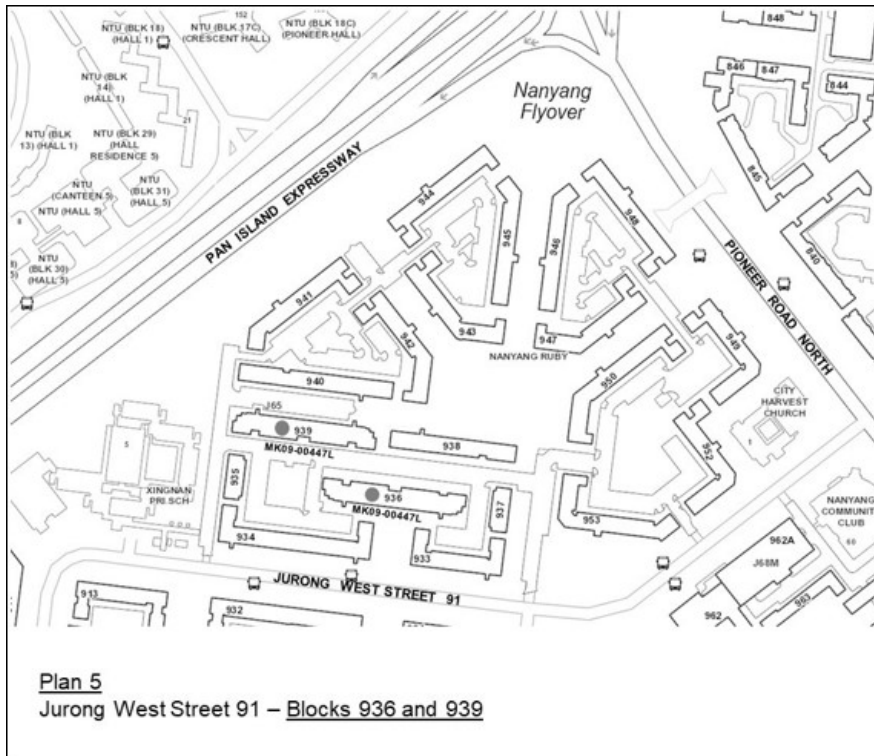 152
NTU (BLK 18)
(HALL 1)
NTU (BLK 17C)
(CRESCENT HALL)
NTU (BLK 18C)
(PIONEER HALL)
848
846
847
844
NTU (BLK
14)
(HALL 1)
Nanyang
Flyover
21
NTU (BLK
13) (HALL 1)
NTU (BLK 29)
(HALL
RESIDENCE 5)
845
NTU
(CANTEEN 5)
NTU
(BLK 31)
(HALL 5)
NTU (HALL 5)
8
NTU
(BLK 30)
(HALL 5)
5)
PAN ISLAND EXPRESSWAY
944
945
946
948
840
PIONEER ROAD NORTH
941
942
943
947
NANYANG RUBY
949
950
940
CITY
HARVEST
CHURCH
J65
939
MK09-00447L
938
1
5
952
935
XINGNAN
PRI SCH
936
MK09-00447L
937
NANYANG
COMMUNITY
CLUB
60
953
934
933
962A
J68M
JURONG WEST STREET 91
913
932
962
963
Plan 5
Jurong West Street 91 – Blocks 936 and 939